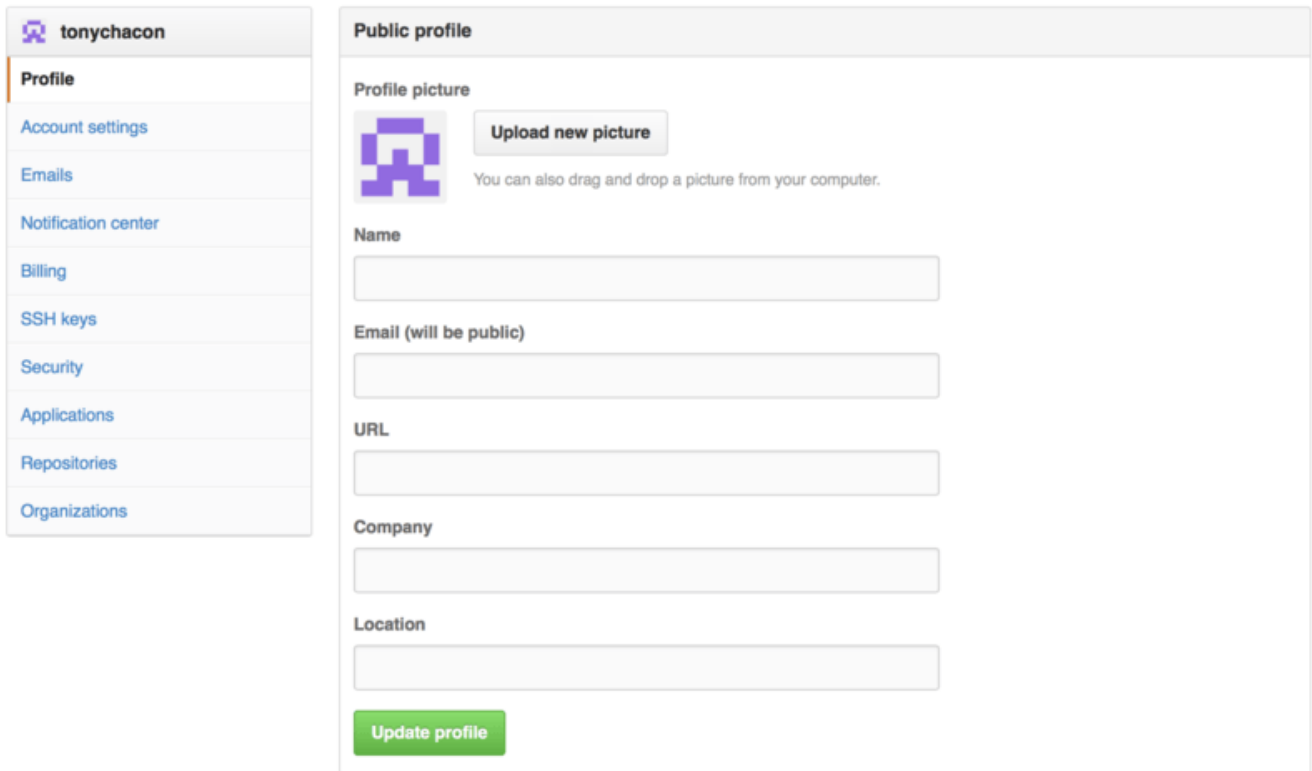 tonychacon
Profile
Account settings
Emails
Notification center
Billing
SSH keys
Security
Applications
Repositories
Organizations
Public profile
Profile picture
Upload new picture
You can also drag and drop a picture from your computer.
Name
Email (will be public)
URL
Company
Location
Update profile